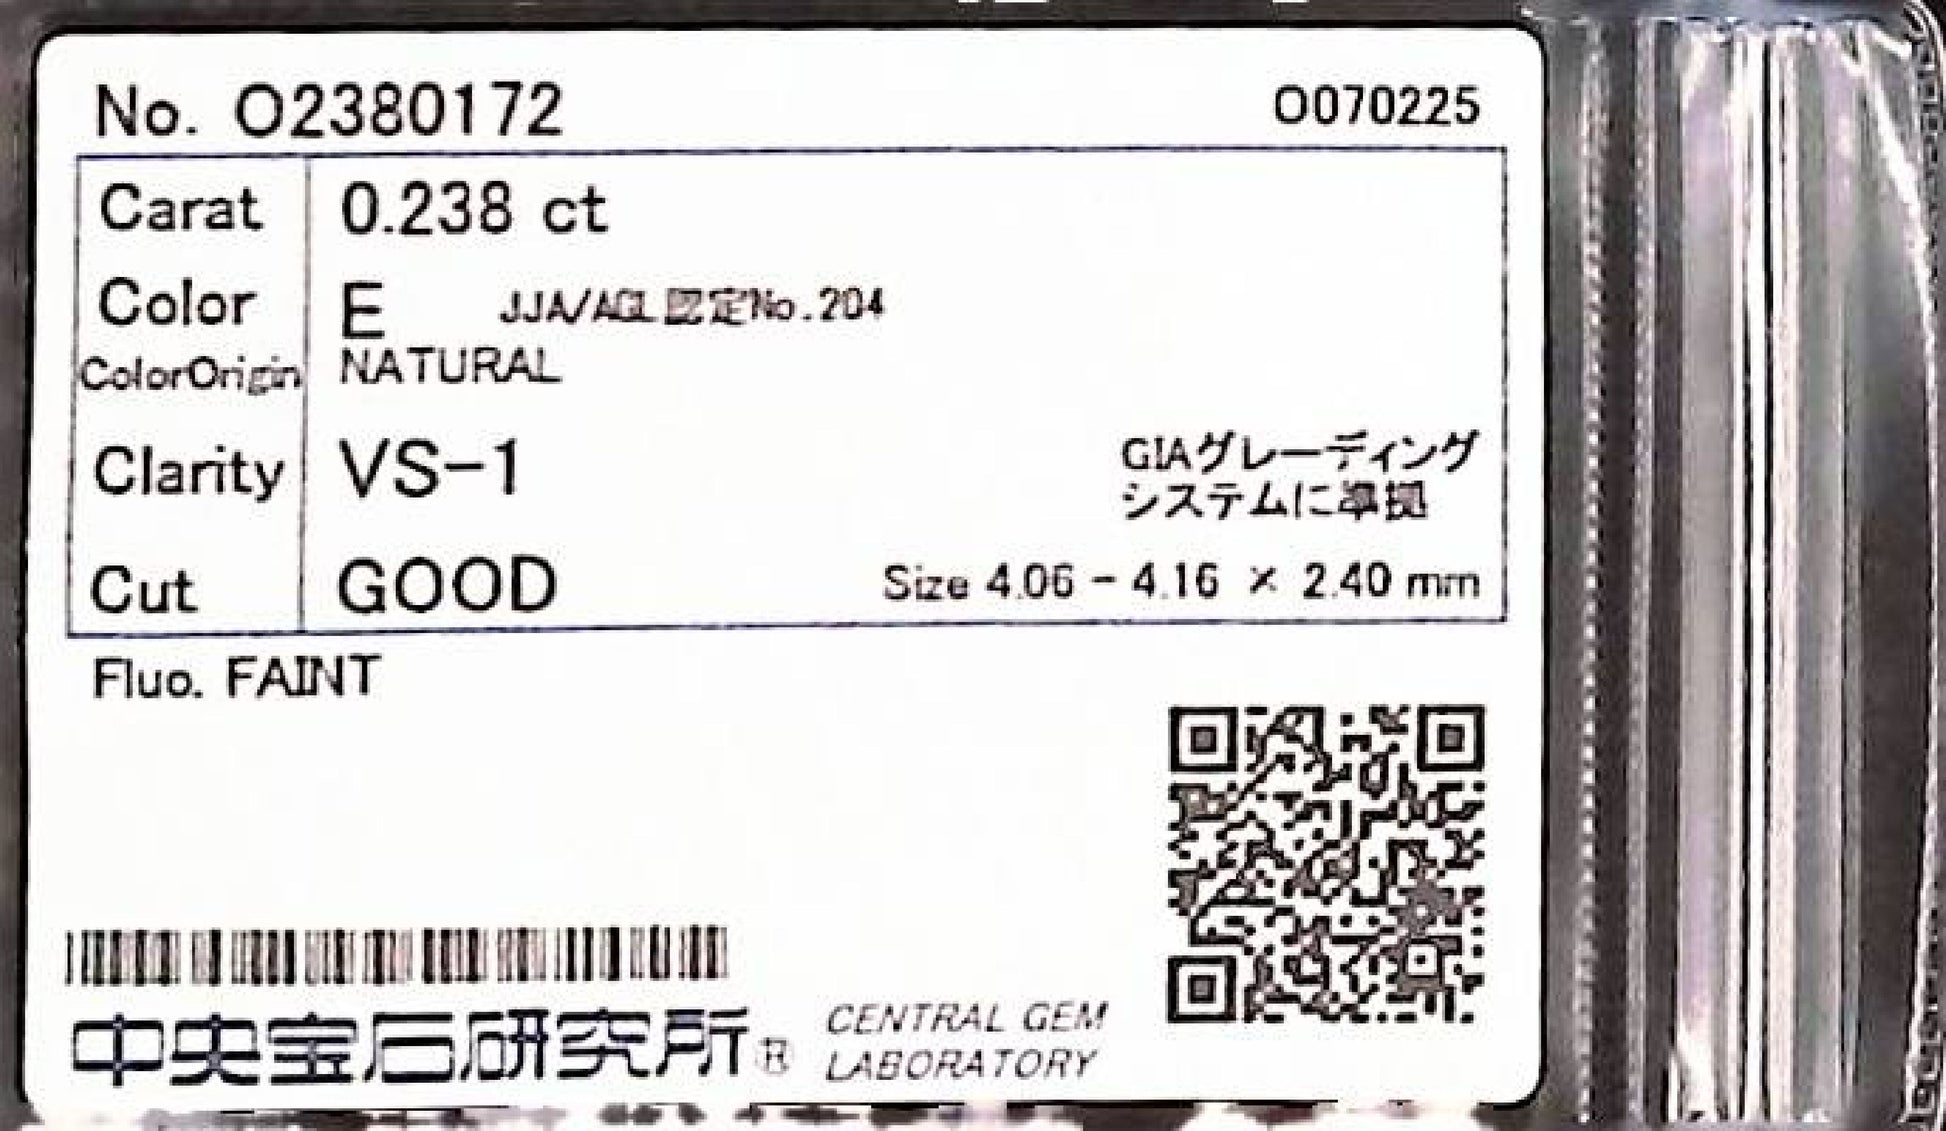 No. O2380172
O070225
Carat 0.238 ct
Color E JJA/AGL認定No.204
ColorOrigin NATURAL
Clarity VS-1
GIAグレーディング
システムに準拠
Cut GOOD
Size 4.06 - 4.16 × 2.40 mm
Fluo. FAINT
中央宝石研究所®
CENTRAL GEM
LABORATORY